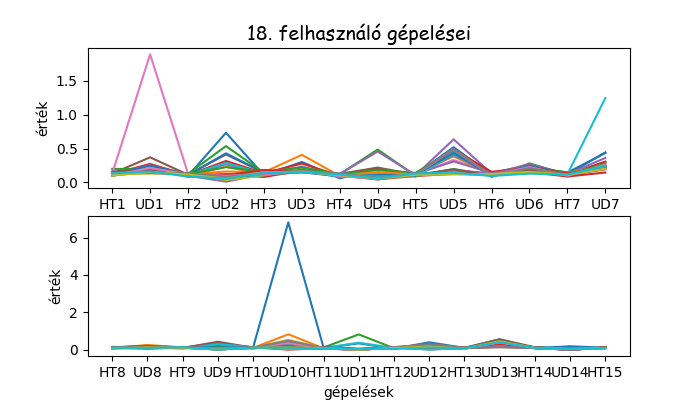 18. felhasználó gépelései
érték
1.5
1.0
0.5
0.0
HT1 UD1 HT2 UD2 HT3 UD3 HT4 UD4 HT5 UD5 HT6 UD6 HT7 UD7
érték
6
4
2
0
HT8 UD8 HT9 UD9 HT10 UD10 HT11 UD11 HT12 UD12 HT13 UD13 HT14 UD14 HT15
gépelések